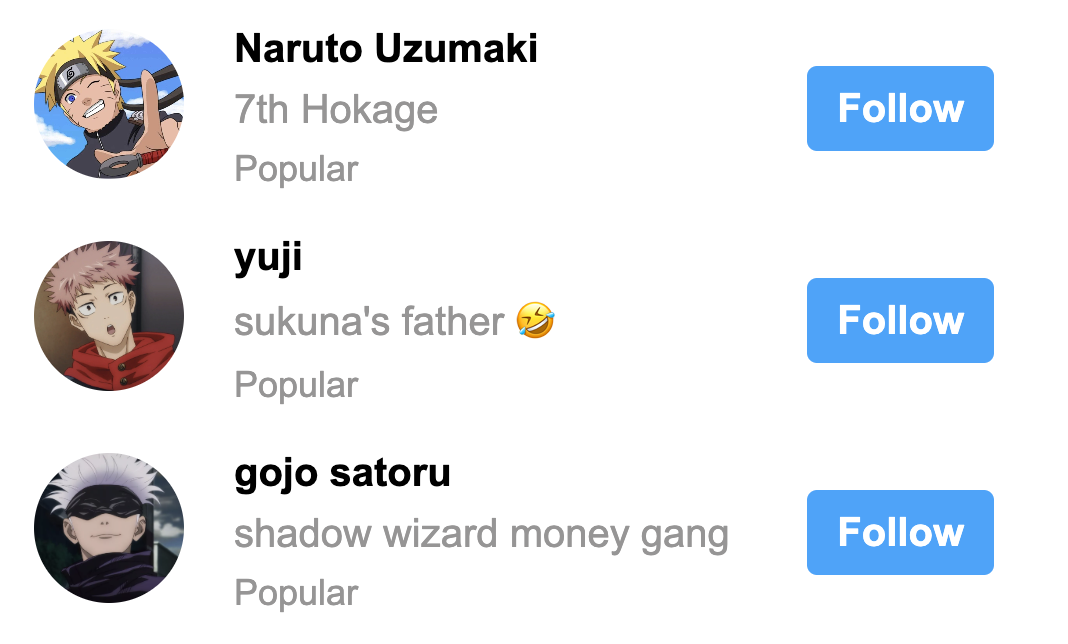 Naruto Uzumaki
7th Hokage
Popular
Follow
yuji
sukuna's father 🤣
Popular
Follow
gojo satoru
shadow wizard money gang
Popular
Follow